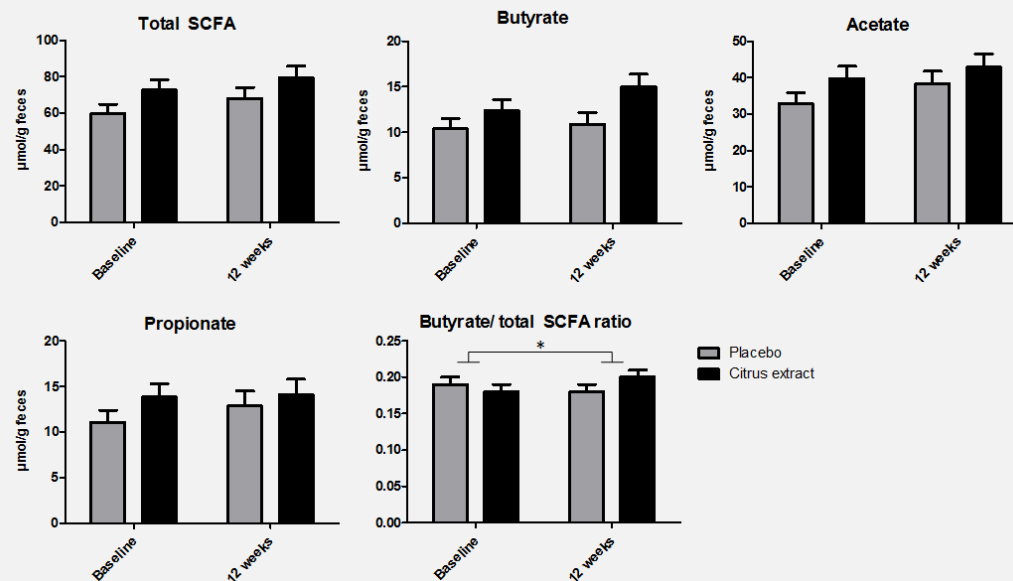 Total SCFA
µmol/g feces
100
80
60
40
20
0
Baseline
12 weeks
Butyrate
µmol/g feces
20
15
10
5
0
Baseline
12 weeks
Acetate
µmol/g feces
50
40
30
20
10
0
Baseline
12 weeks
Propionate
µmol/g feces
20
15
10
5
0
Baseline
12 weeks
Butyrate/ total SCFA ratio
*
0.25
0.20
0.15
0.10
0.05
0.00
Baseline
12 weeks
Placebo
Citrus extract